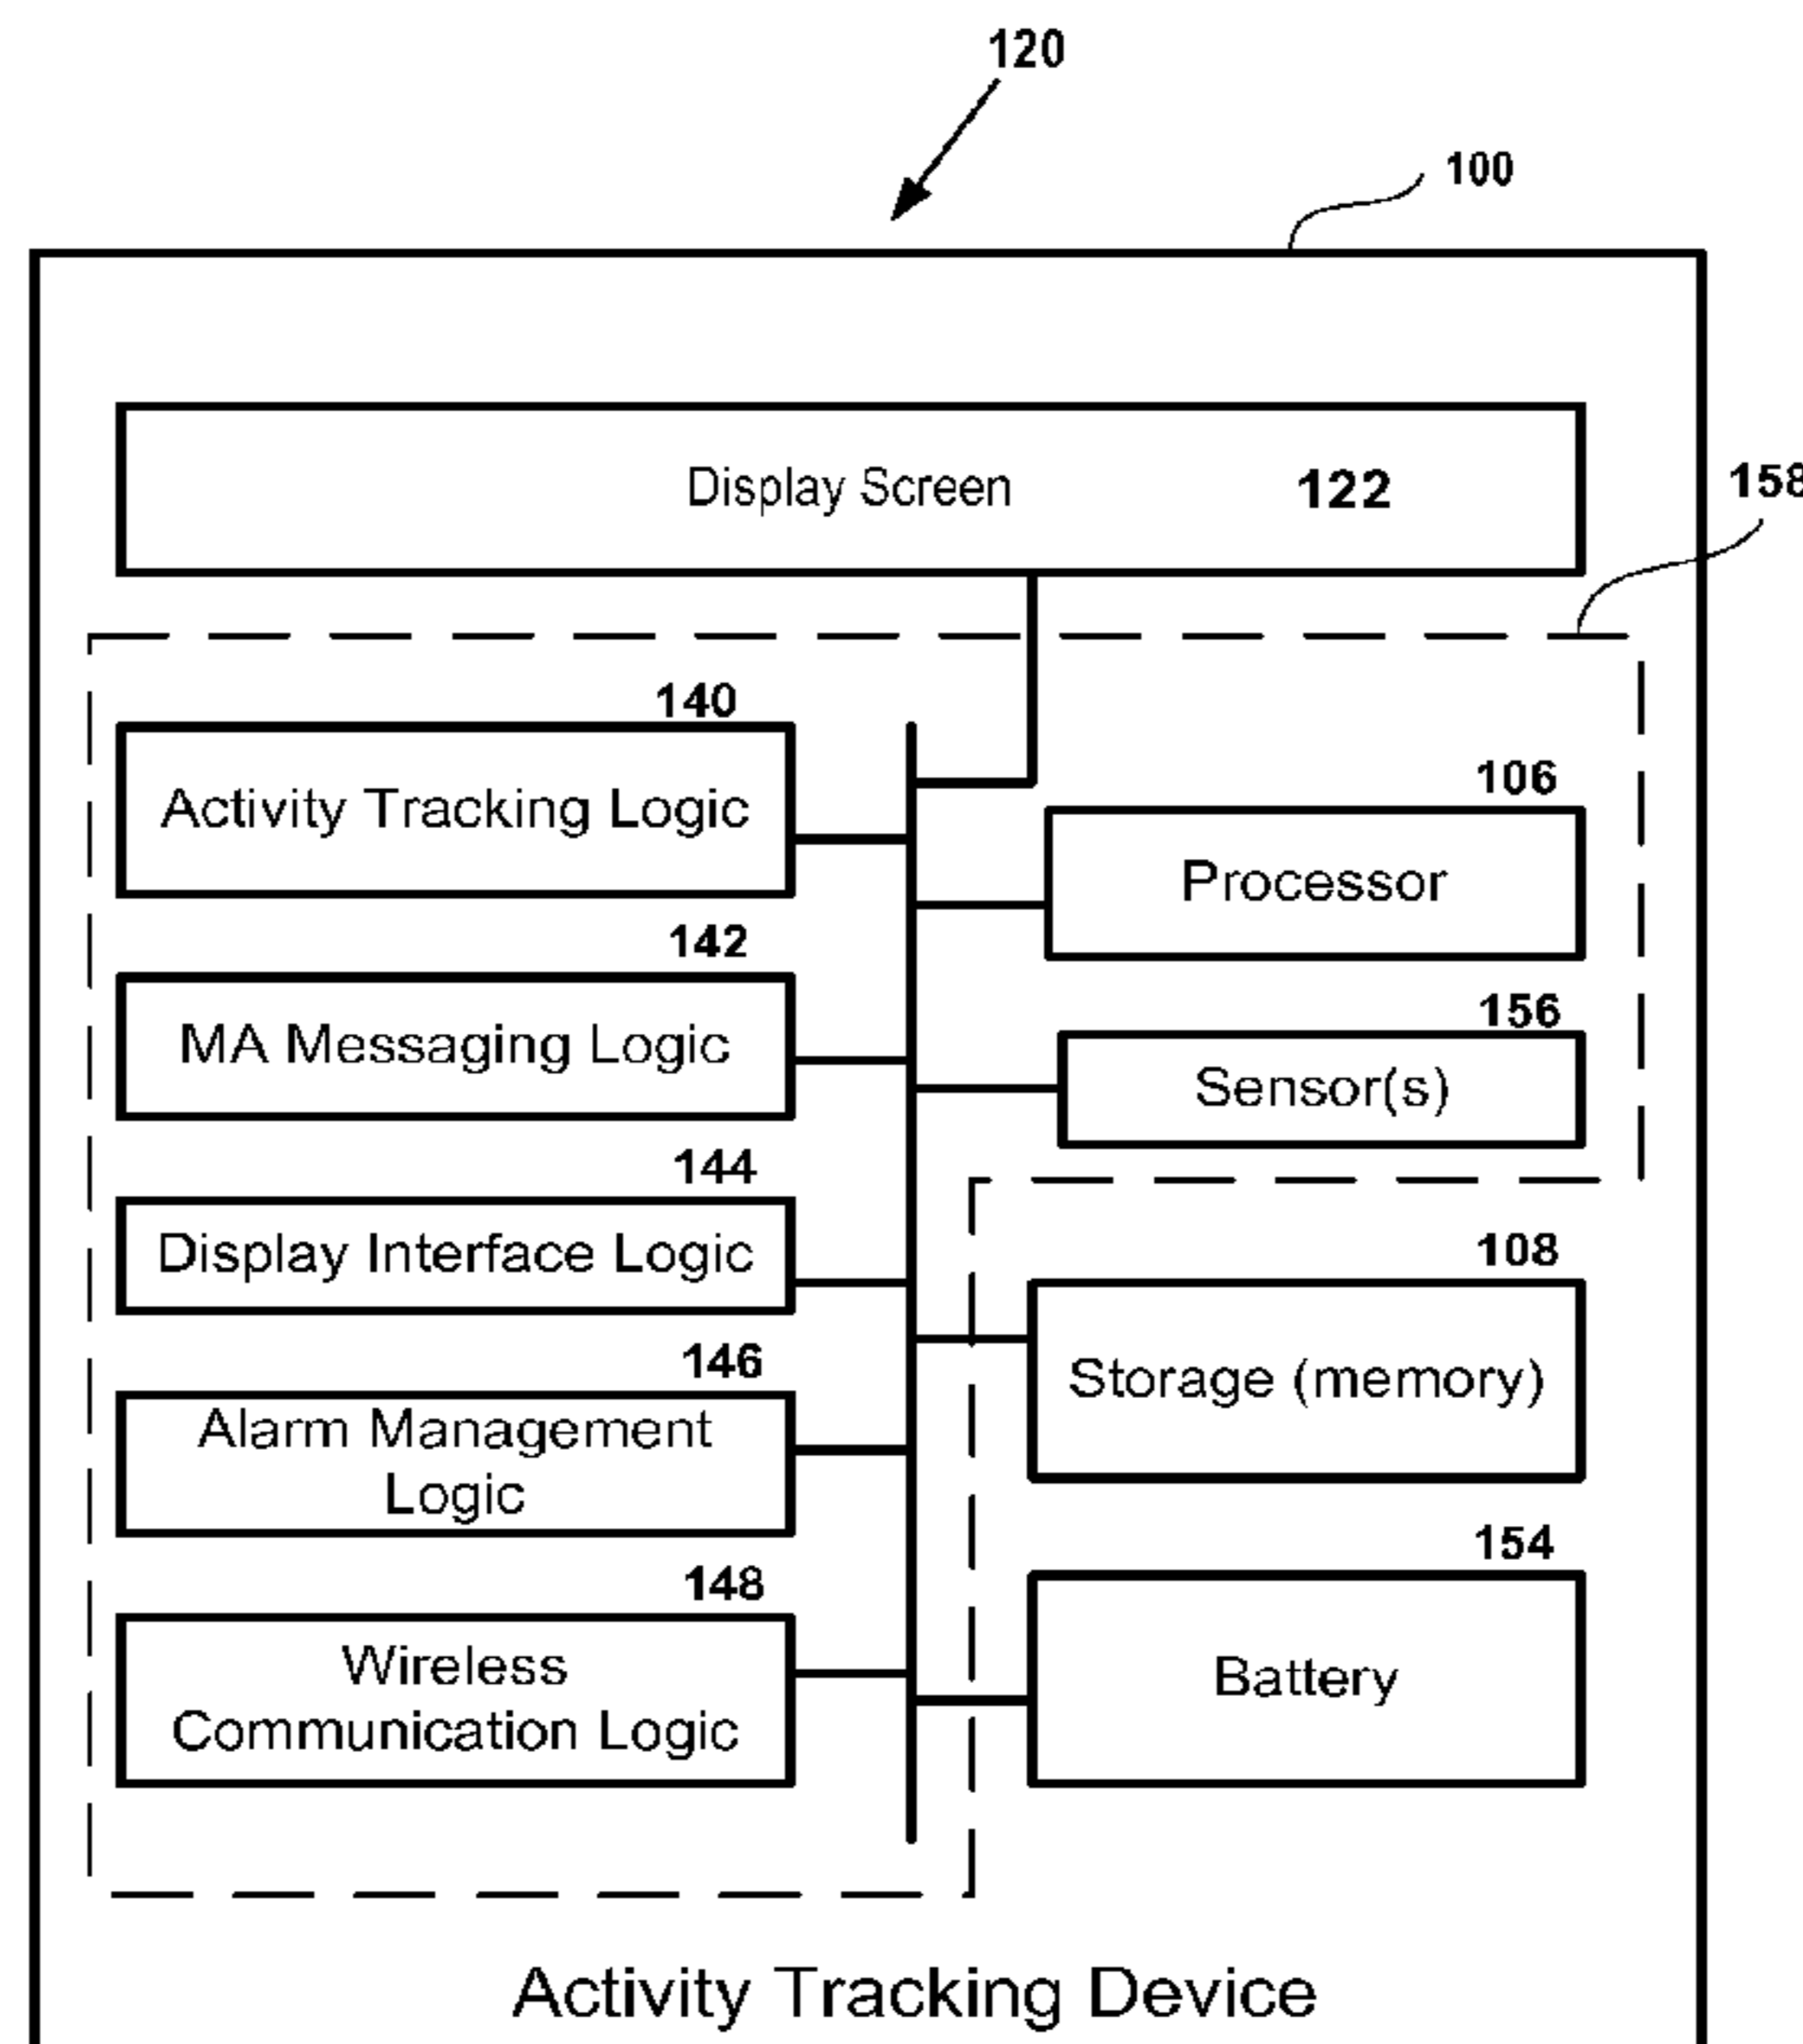 120
100
Display Screen 122
158
140
Activity Tracking Logic
106
Processor
142
MA Messaging Logic
156
Sensor(s)
144
Display Interface Logic
108
Storage (memory)
146
Alarm Management
Logic
154
Battery
148
Wireless
Communication Logic
Activity Tracking Device